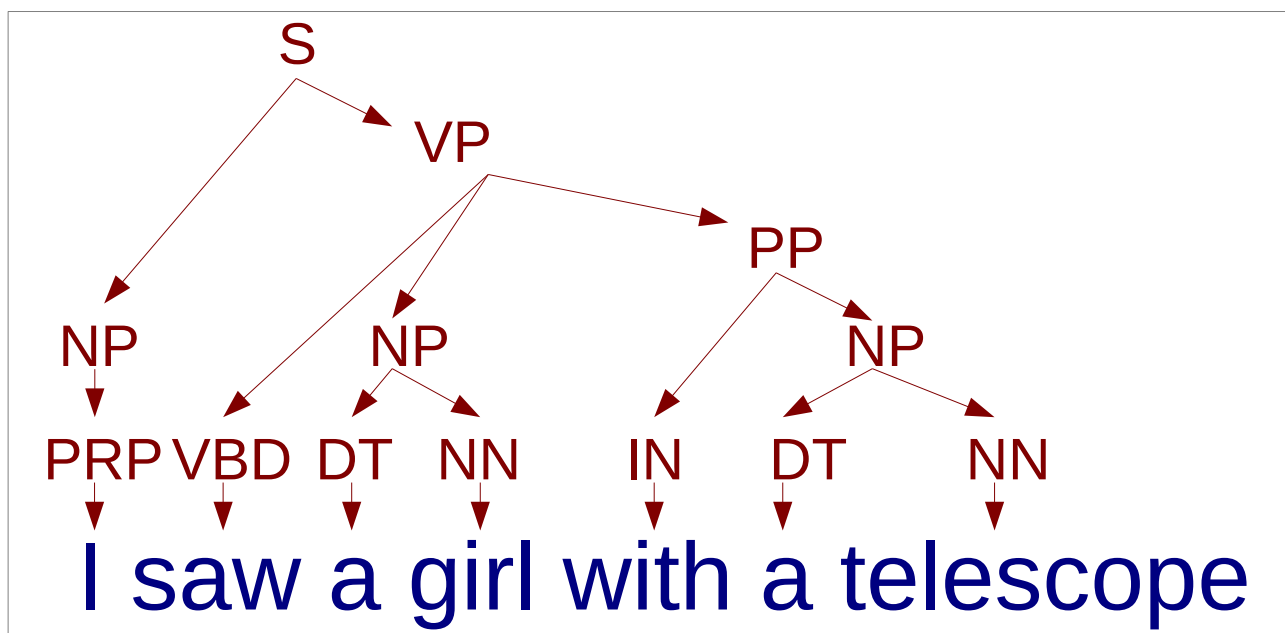 S
VP
PP
NP NP NP
PRP VBD DT NN IN DT NN
I saw a girl with a telescope